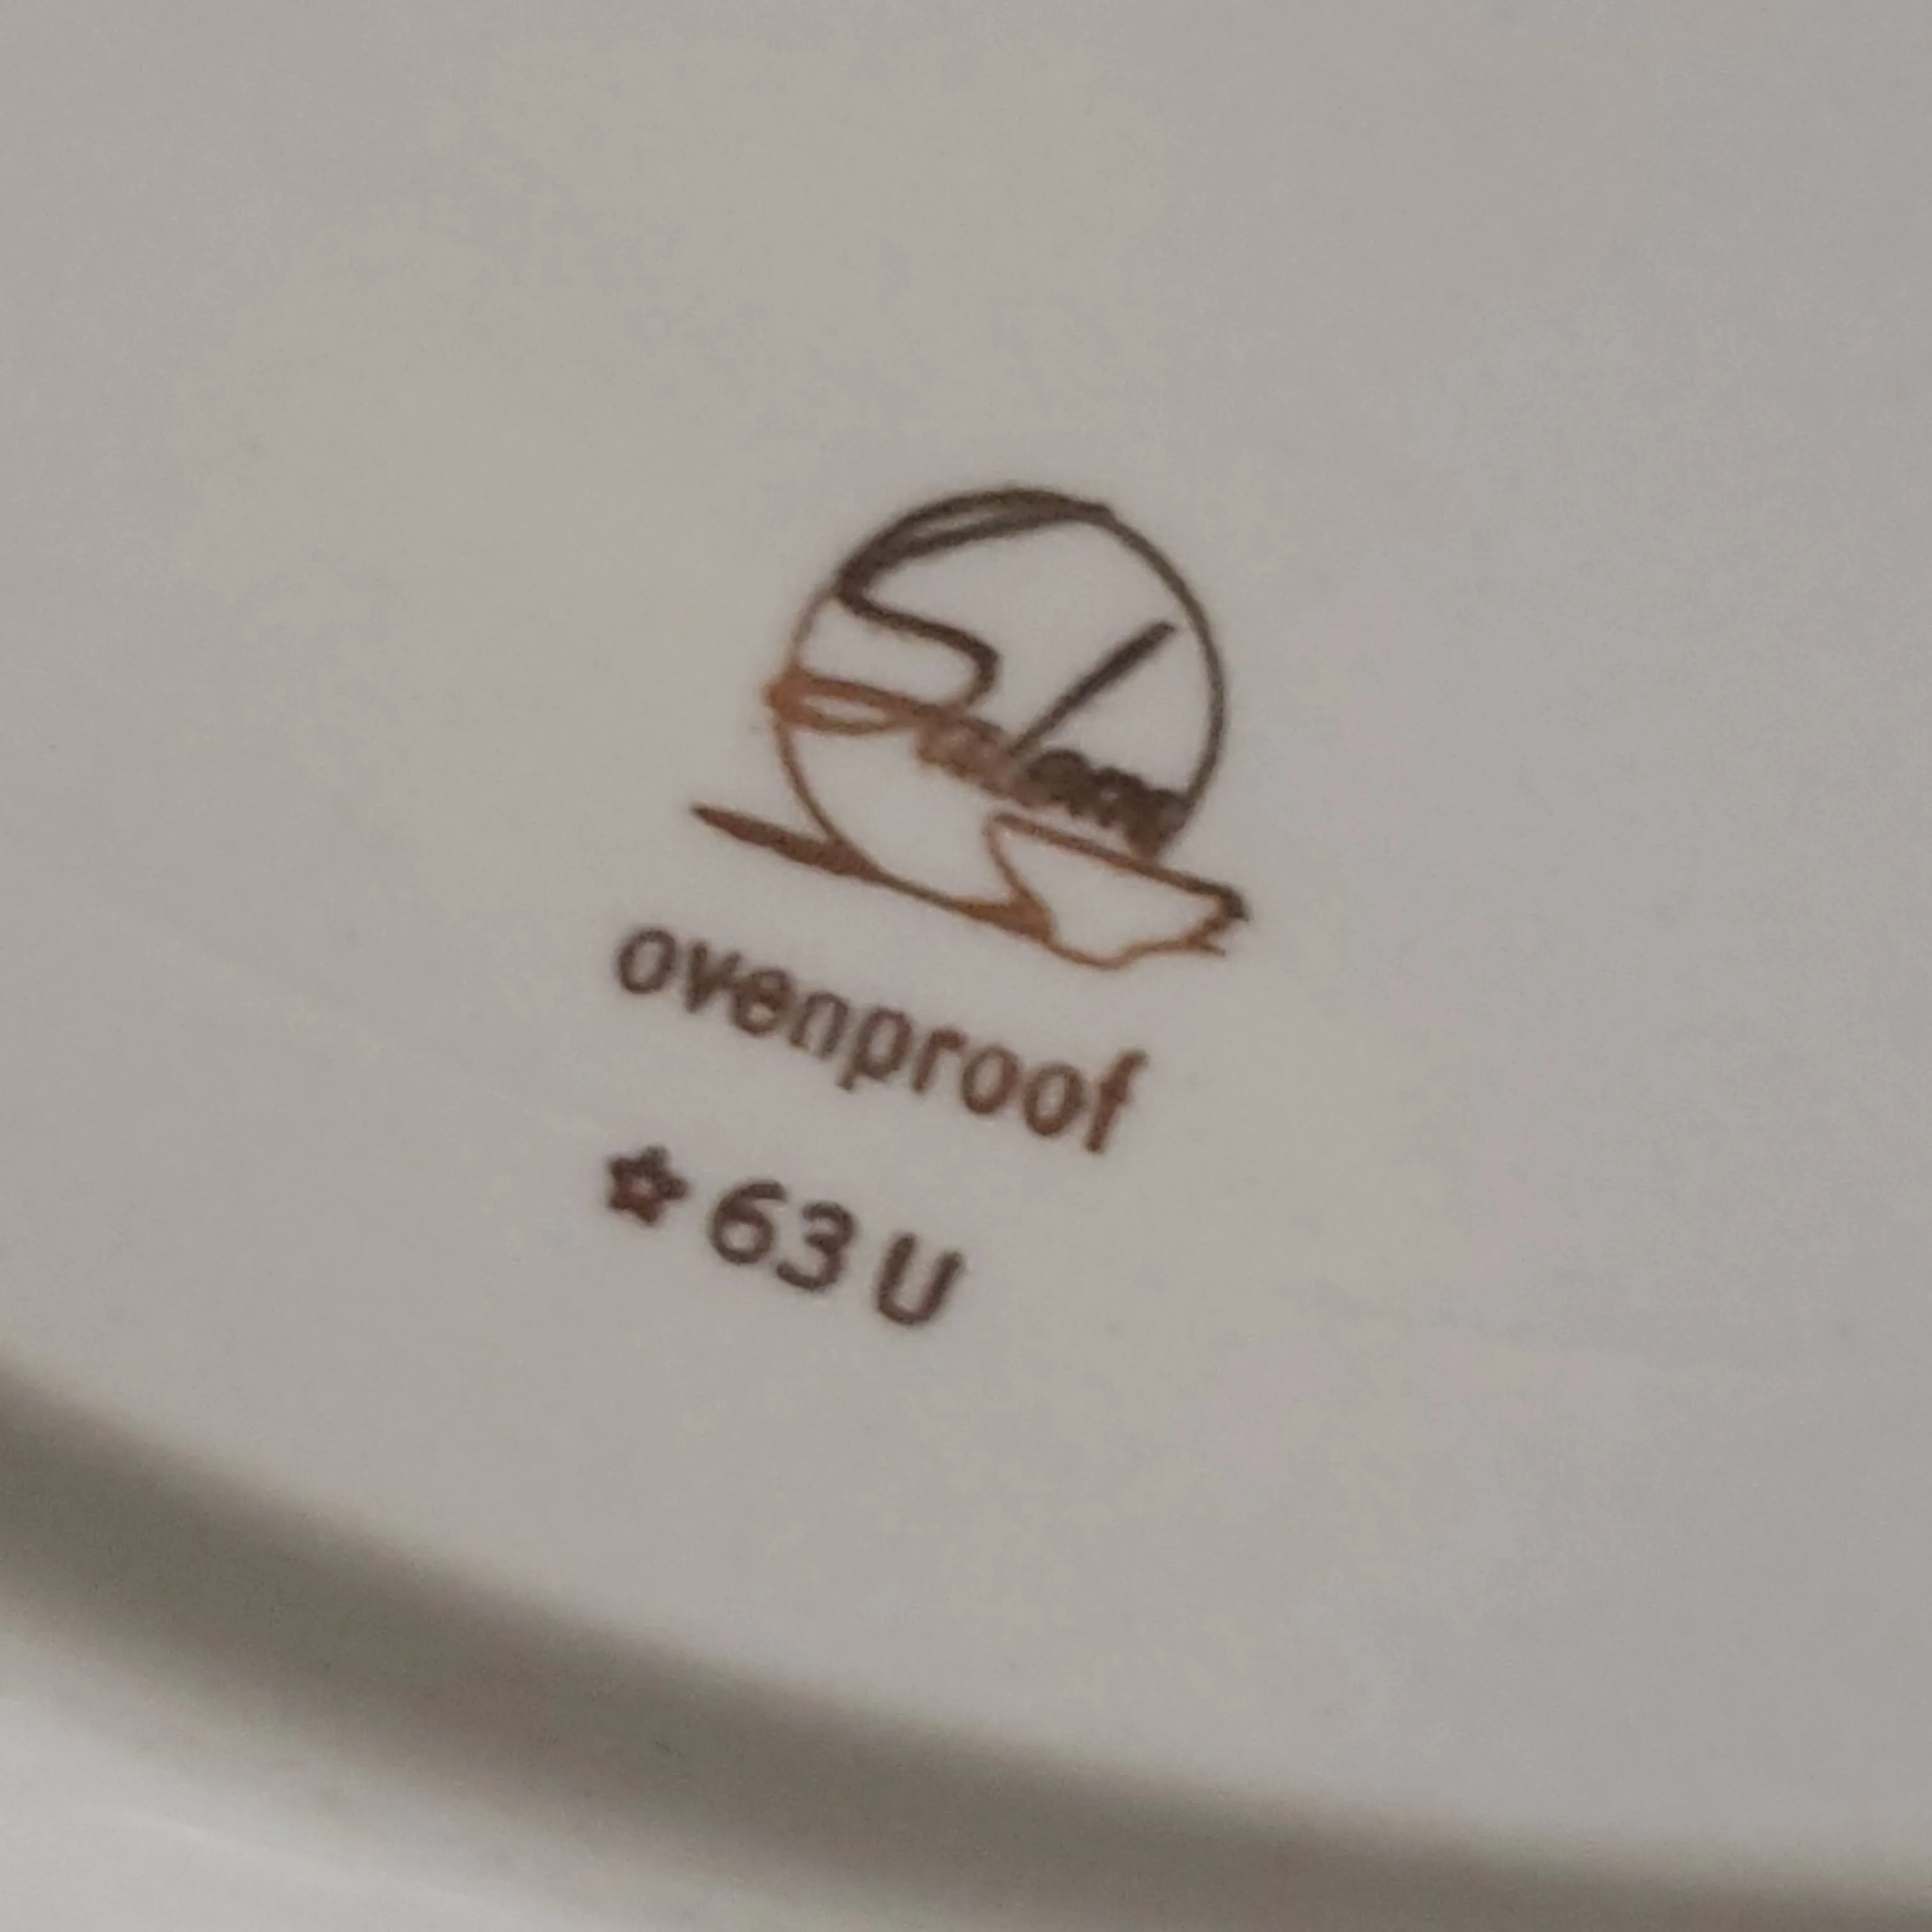 ovenproof
☆ 63 U